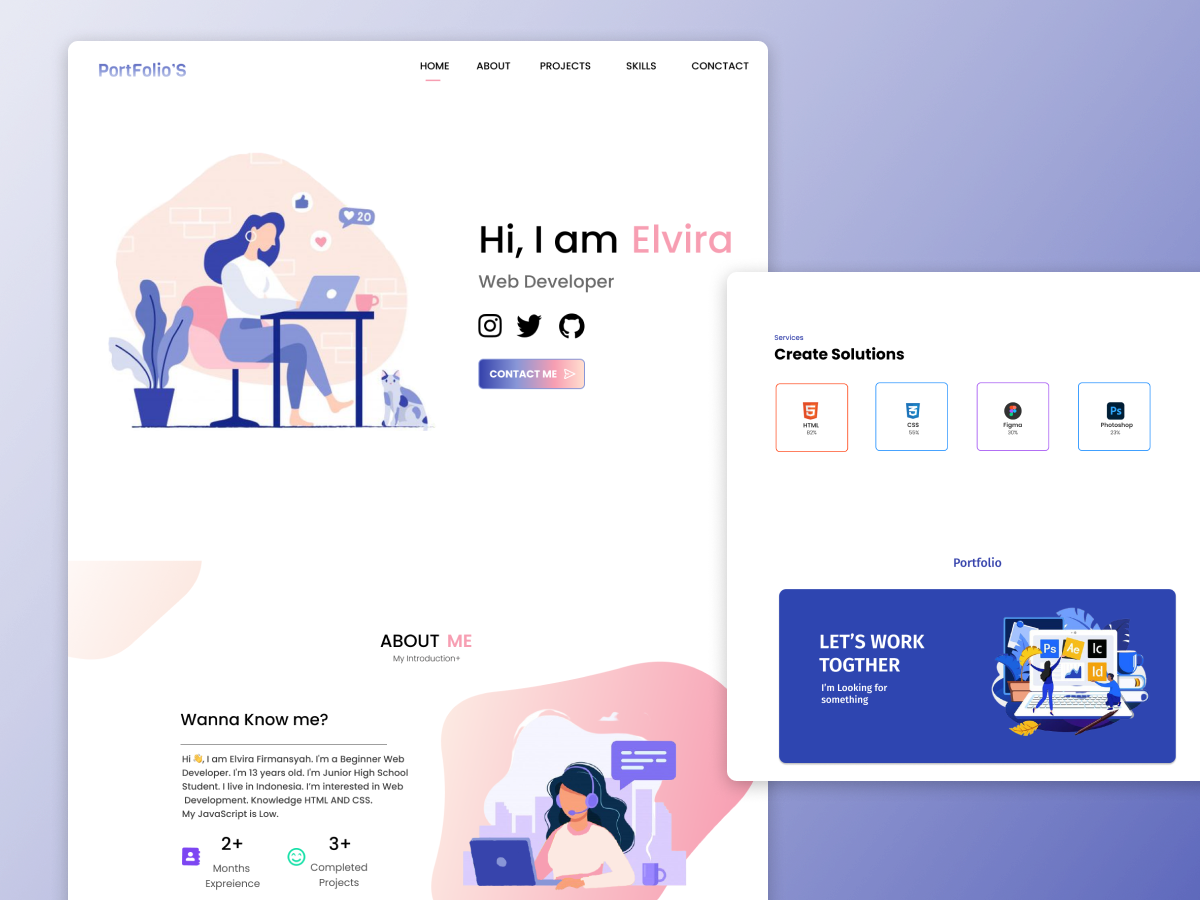 PortFolio'S
HOME ABOUT PROJECTS SKILLS CONCTACT
20
Hi, I am Elvira
Web Developer
CONTACT ME
ABOUT ME
My Introduction+
Wanna Know me?
Hi 👋, I am Elvira Firmansyah. I'm a Beginner Web
Developer. I'm 13 years old. I'm Junior High School
Student. I live in Indonesia. I'm interested in Web
Development. Knowledge HTML AND CSS.
My JavaScript is Low.
2+
Months
Expreience
3+
Completed
Projects
Services
Create Solutions
HTML
82%
CSS
55%
Figma
30%
Ps
Photoshop
23%
Portfolio
LET'S WORK
TOGTHER
I'm Looking for
something
Ps Ae Ic
Id